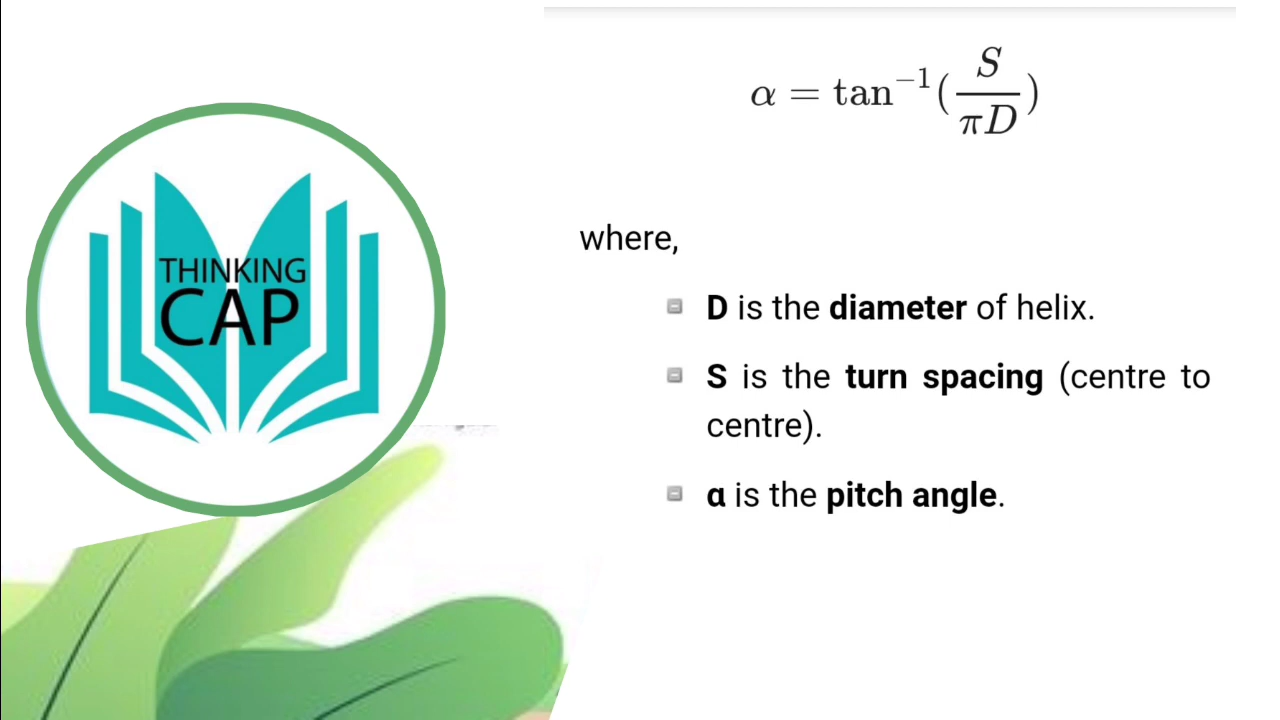 THINKING
CAP
α = tan⁻¹(S/πD)
where,
D is the diameter of helix.
S is the turn spacing (centre to
centre).
α is the pitch angle.